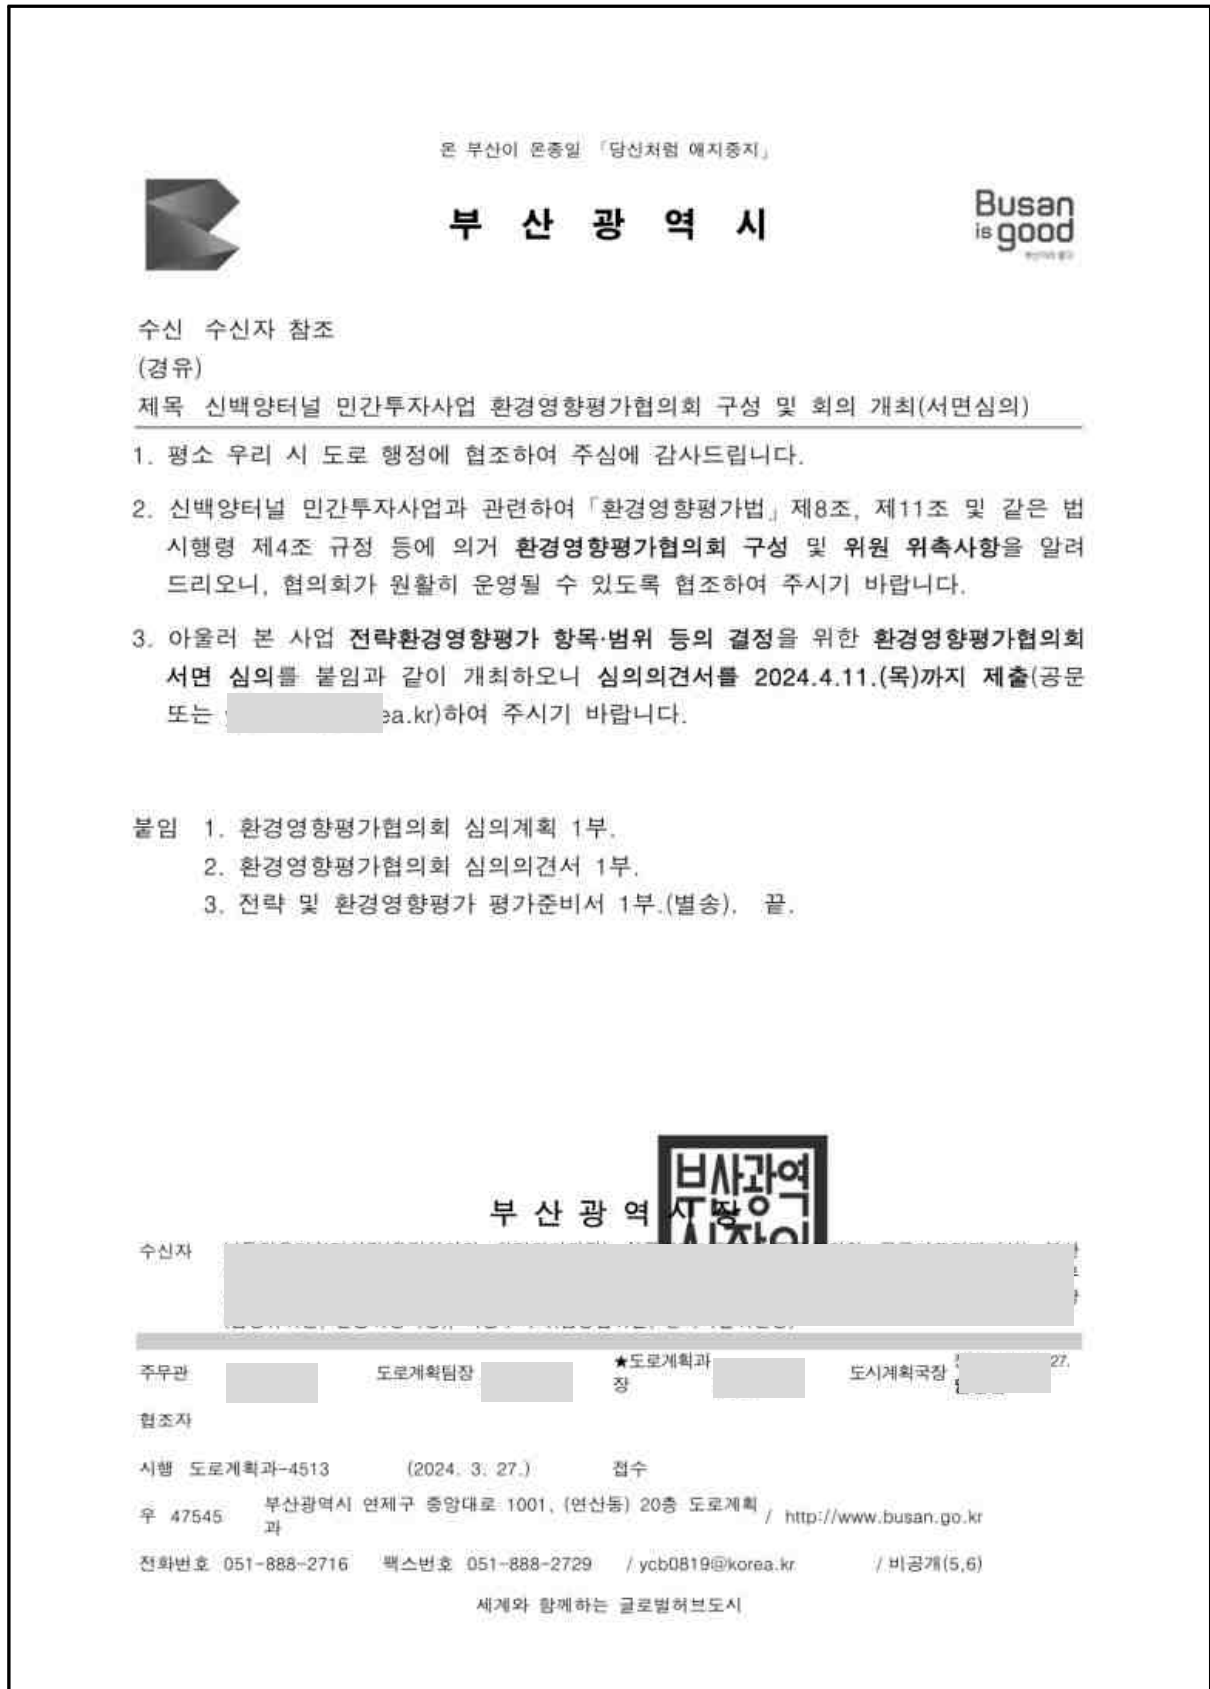 온 부산이 온종일 「당신처럼 애지중지」
부 산 광 역 시
Busan
is good
수신 수신자 참조
(경유)
제목 신백양터널 민간투자사업 환경영향평가협의회 구성 및 회의 개최(서면심의)
1. 평소 우리 시 도로 행정에 협조하여 주심에 감사드립니다.
2. 신백양터널 민간투자사업과 관련하여「환경영향평가법」제8조, 제11조 및 같은 법
시행령 제4조 규정 등에 의거 환경영향평가협의회 구성 및 위원 위촉사항을 알려
드리오니, 협의회가 원활히 운영될 수 있도록 협조하여 주시기 바랍니다.
3. 아울러 본 사업 전략환경영향평가 항목·범위 등의 결정을 위한 환경영향평가협의회
서면 심의를 붙임과 같이 개최하오니 심의의견서를 2024.4.11.(목)까지 제출(공문
또는 ea.kr)하여 주시기 바랍니다.
붙임 1. 환경영향평가협의회 심의계획 1부.
2. 환경영향평가협의회 심의의견서 1부.
3. 전략 및 환경영향평가 평가준비서 1부.(별송). 끝.
부산광역
부 산 광 역 시 장
수신자
주무관 도로계획팀장 ★도로계획과장 도시계획국장 27.
협조자
시행 도로계획과-4513 (2024. 3. 27.) 접수
우 47545 부산광역시 연제구 중앙대로 1001, (연산동) 20층 도로계획과 / http://www.busan.go.kr
전화번호 051-888-2716 팩스번호 051-888-2729 / ycb0819@korea.kr / 비공개(5,6)
세계와 함께하는 글로벌허브도시